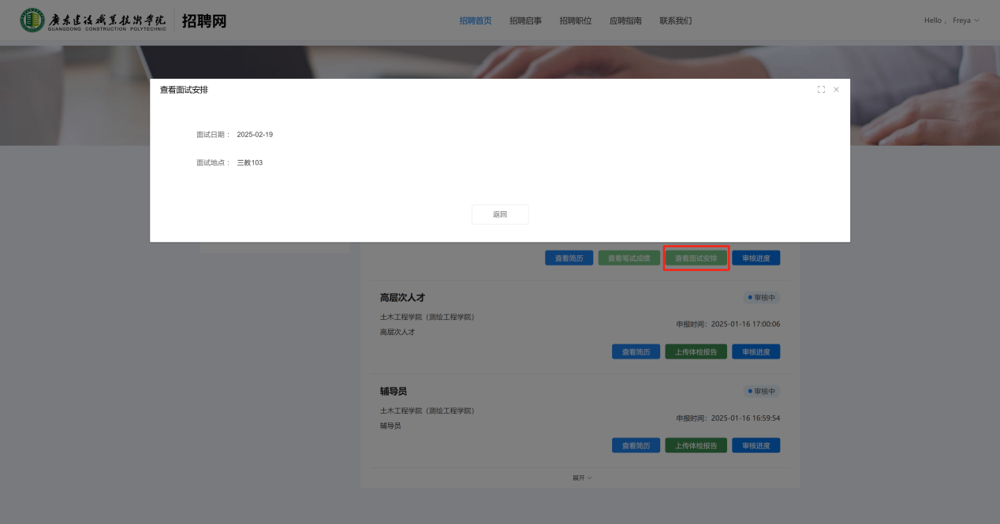 广东建设职业技术学院
GUANGDONG CONSTRUCTION POLYTECHNIC
招聘网
招聘首页 招聘启事 招聘职位 应聘指南 联系我们
Hello， Freya
查看面试安排
面试日期： 2025-02-19
面试地点： 三教103
返回
查看简历 查看笔试成绩 查看面试安排 审核进度
高层次人才 审核中
土木工程学院（测绘工程学院）
申报时间：2025-01-16 17:00:06
高层次人才
查看简历 上传体检报告 审核进度
辅导员 审核中
土木工程学院（测绘工程学院）
申报时间：2025-01-16 16:59:54
辅导员
查看简历 上传体检报告 审核进度
展开